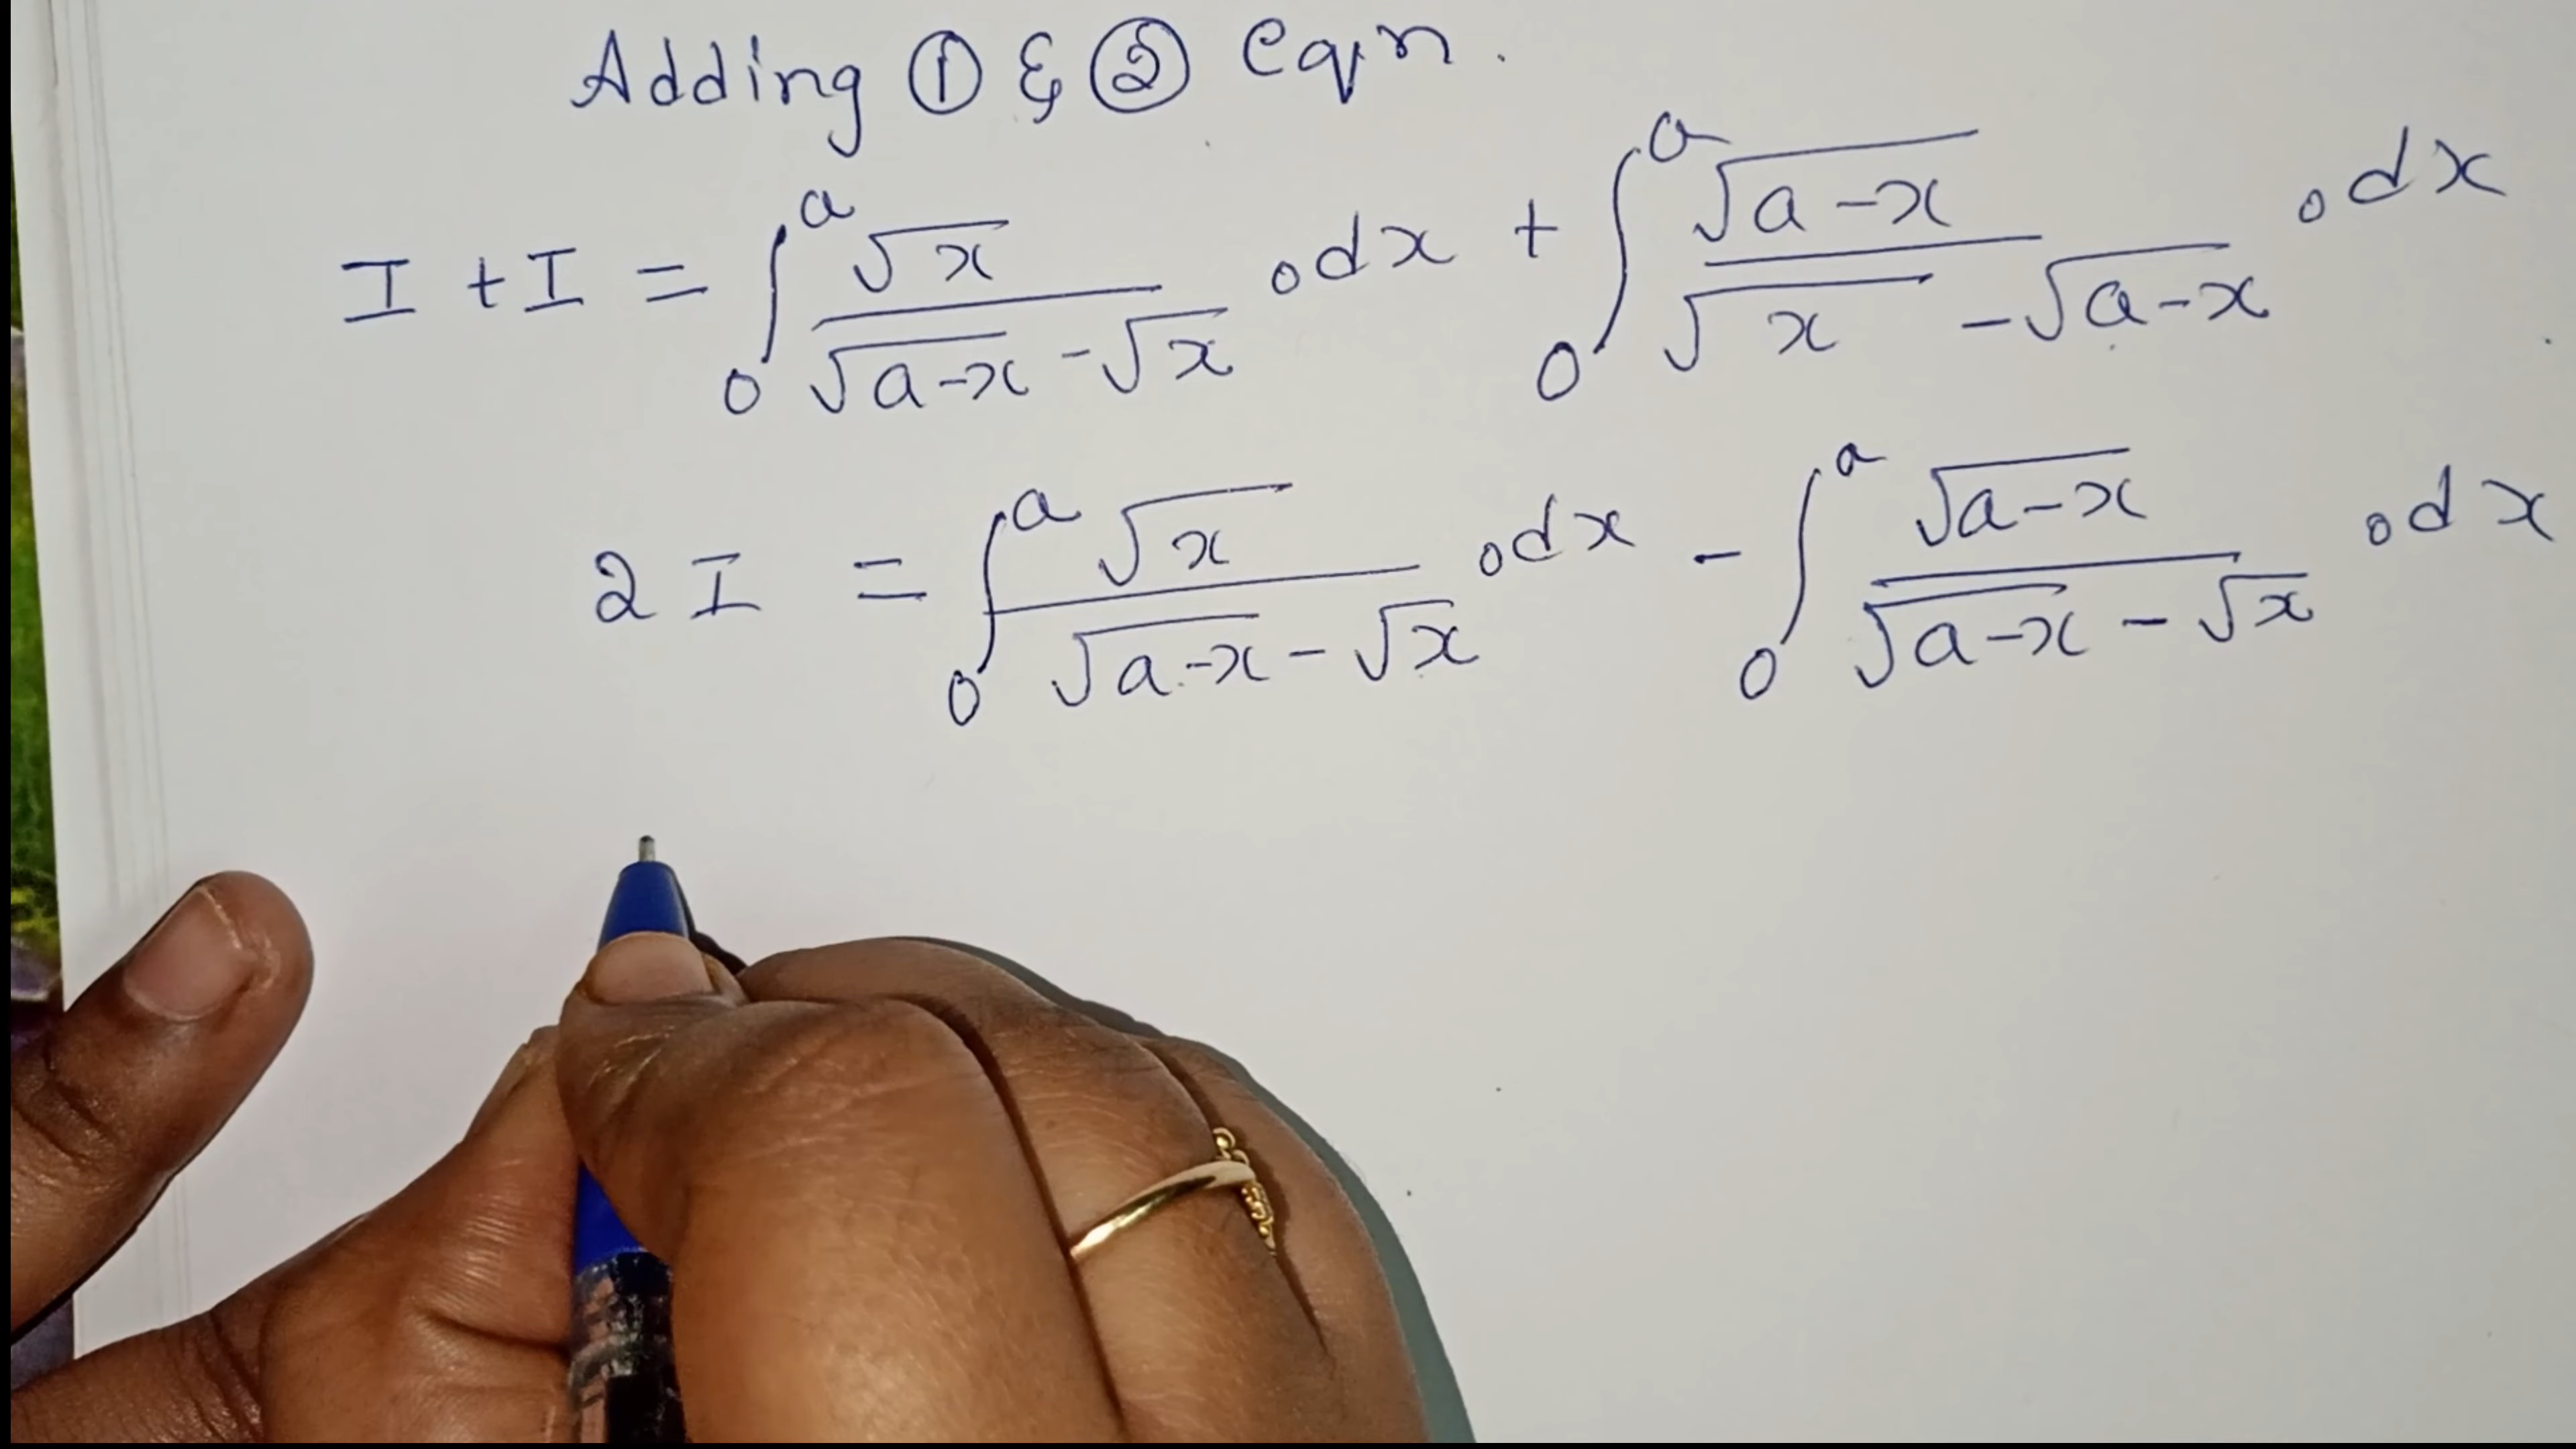 Adding ① & ② eqn.
I + I = ∫₀ᵃ √x / (√(a-x) - √x) . dx + ∫₀ᵃ √(a-x) / (√x - √(a-x)) . dx
2I = ∫₀ᵃ √x / (√(a-x) - √x) . dx - ∫₀ᵃ √(a-x) / (√(a-x) - √x) . dx